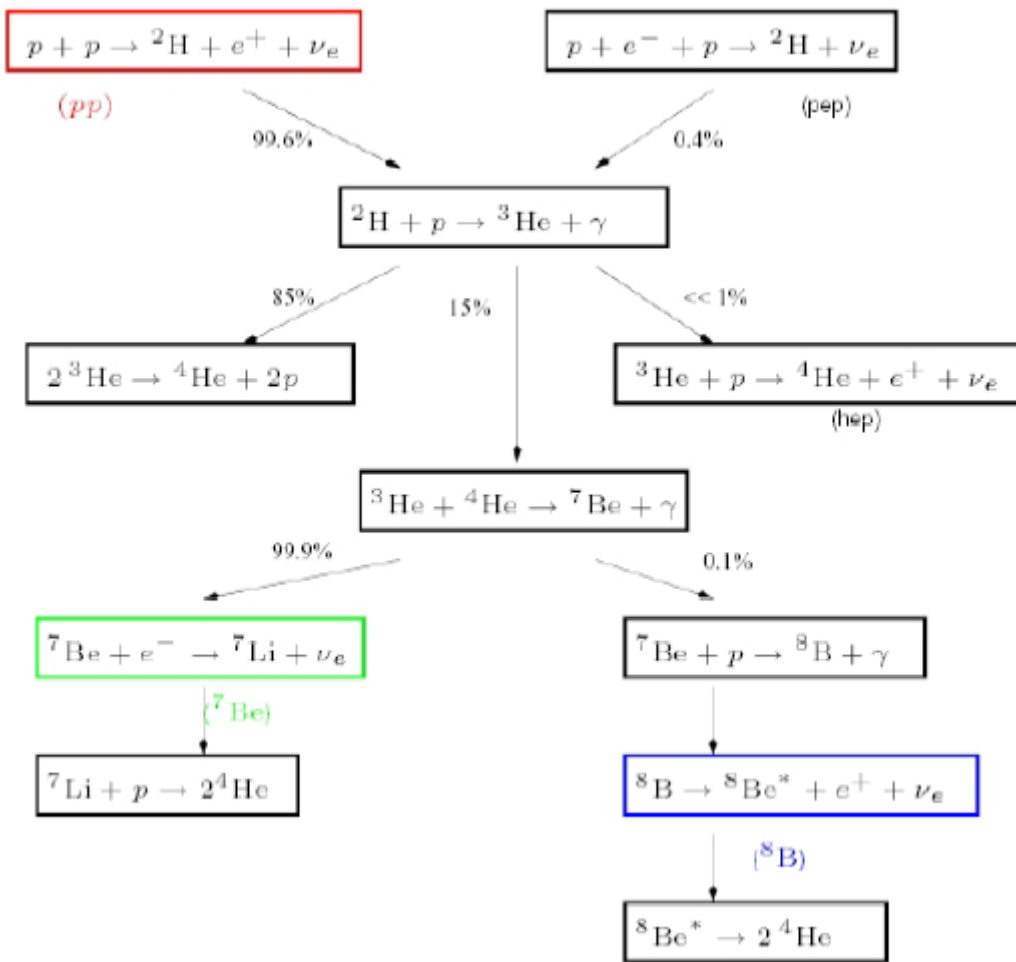 p + p → ²H + e⁺ + νₑ
p + e⁻ + p → ²H + νₑ
(pp)
(pep)
99.6%
0.4%
²H + p → ³He + γ
85%
15%
<< 1%
2 ³He → ⁴He + 2p
³He + p → ⁴He + e⁺ + νₑ
(hep)
³He + ⁴He → ⁷Be + γ
99.9%
0.1%
⁷Be + e⁻ → ⁷Li + νₑ
⁷Be + p → ⁸B + γ
(⁷Be)
⁷Li + p → 2⁴He
⁸B → ⁸Be* + e⁺ + νₑ
(⁸B)
⁸Be* → 2 ⁴He